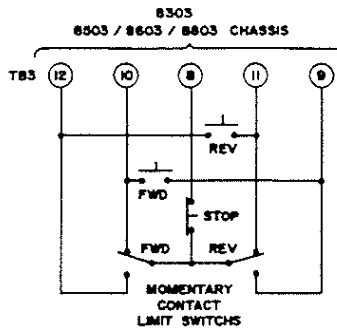 8303
8503 / 8603 / 8803 CHASSIS
TB3 12 10 8 11 9
REV
FWD
STOP
FWD REV
MOMENTARY
CONTACT
LIMIT SWITCHS